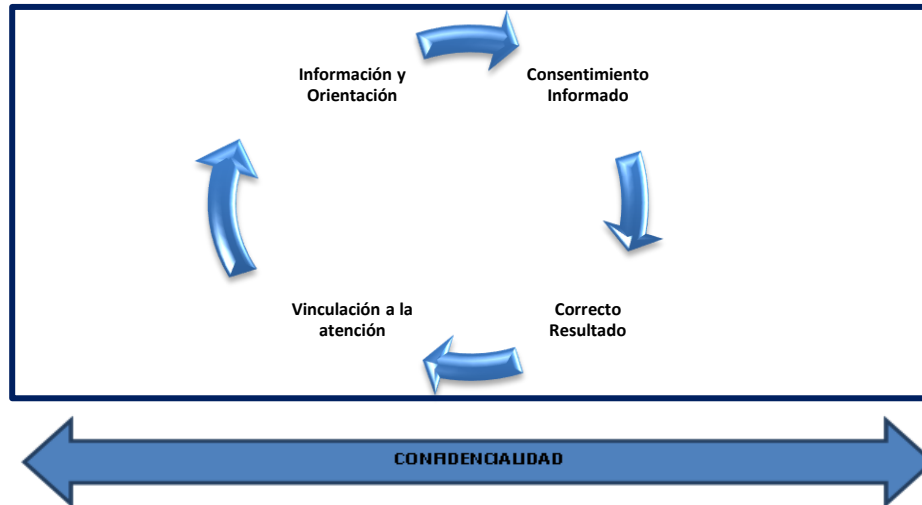 Información y
Orientación
Consentimiento
Informado
Vinculación a la
atención
Correcto
Resultado
CONFIDENCIALIDAD